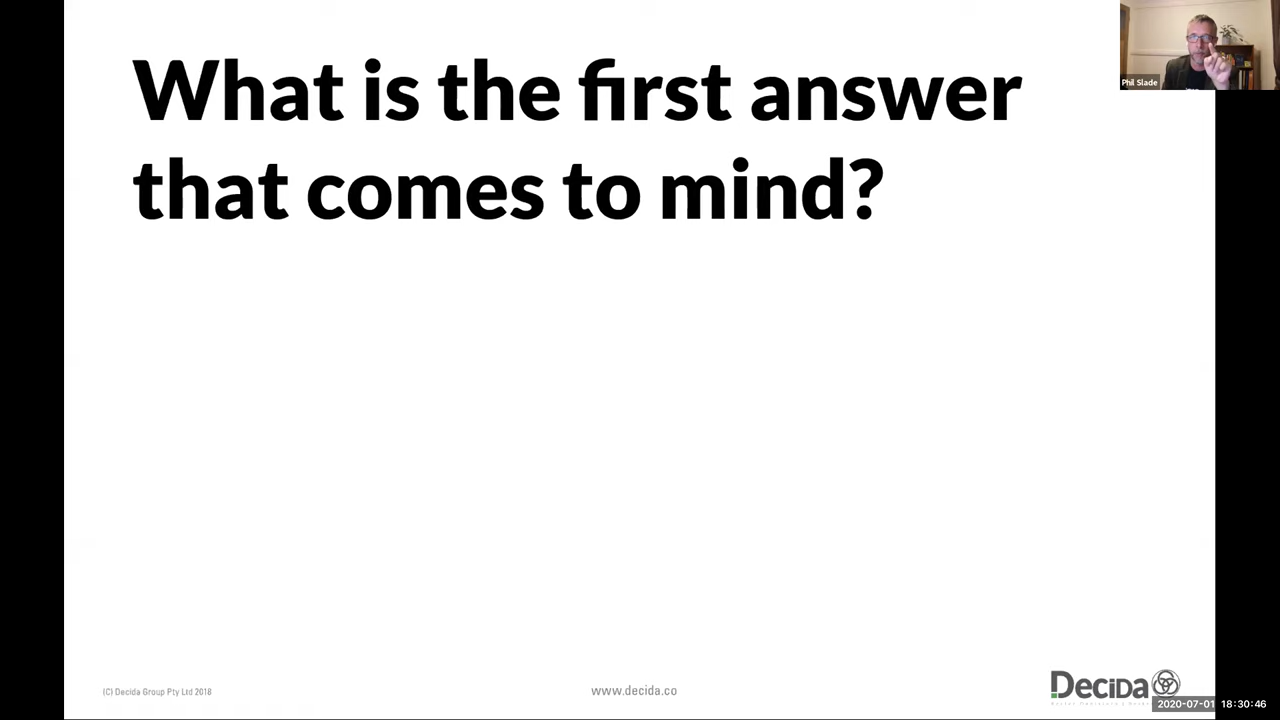 What is the first answer
that comes to mind?
Phil Slade
(C) Decida Group Pty Ltd 2018
www.decida.co
Decida
2020-07-01 18:30:46